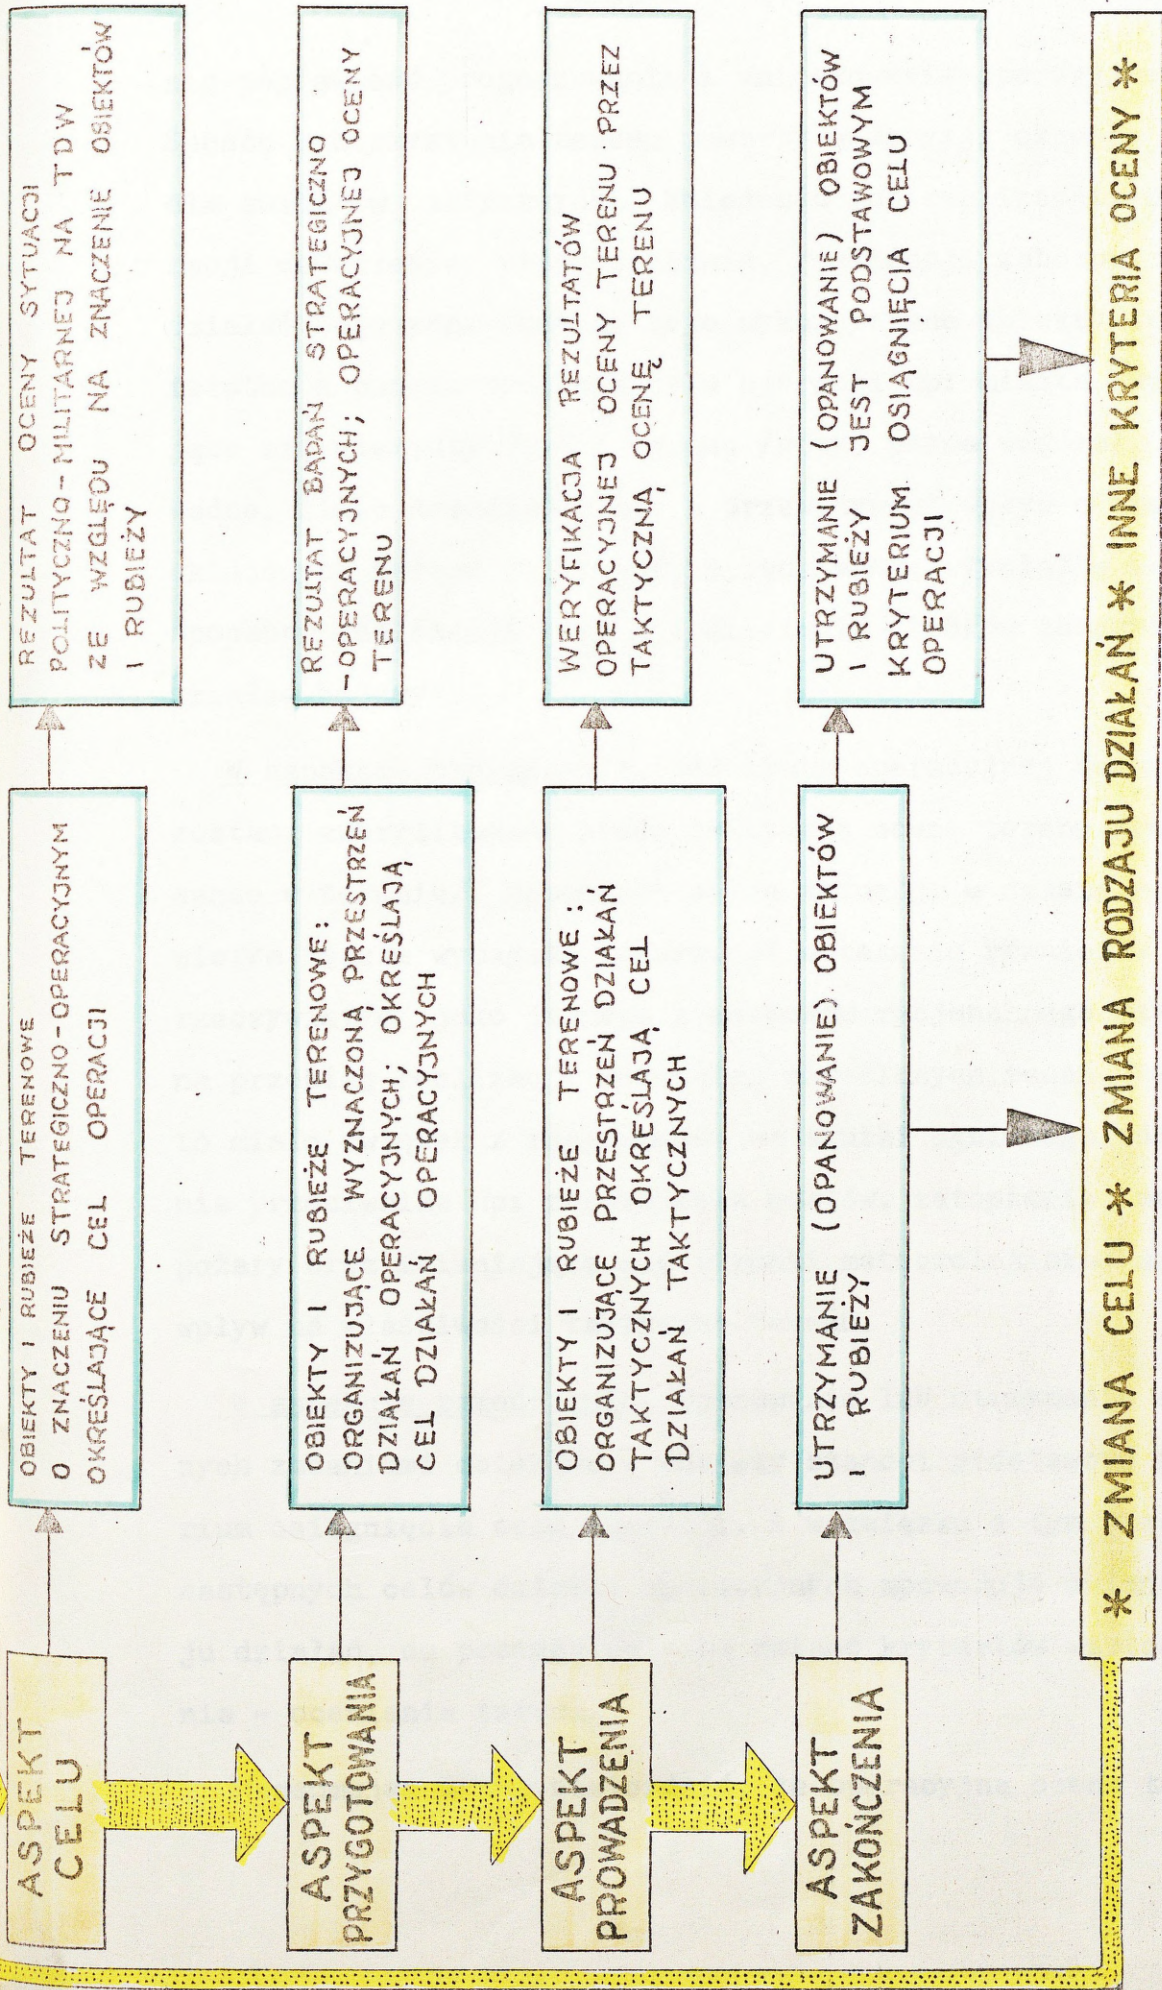 ASPEKT
CELU
OBIEKTY I RUBIEŻE TERENOWE
O ZNACZENIU STRATEGICZNO-OPERACYJNYM
OKREŚLAJĄCE CEL OPERACJI
REZULTAT OCENY SYTUACJI
POLITYCZNO-MILITARNEJ NA TDW
ZE WZGLĘDU NA ZNACZENIE OBIEKTÓW
I RUBIEŻY
ASPEKT
PRZYGOTOWANIA
OBIEKTY I RUBIEŻE TERENOWE:
ORGANIZUJĄCE WYZNACZONĄ PRZESTRZEŃ
DZIAŁAŃ OPERACYJNYCH; OKREŚLAJĄ
CEL DZIAŁAŃ OPERACYJNYCH
REZULTAT BADAŃ STRATEGICZNO
-OPERACYJNYCH; OPERACYJNEJ OCENY
TERENU
ASPEKT
PROWADZENIA
OBIEKTY I RUBIEŻE TERENOWE:
ORGANIZUJĄCE PRZESTRZEŃ DZIAŁAŃ
TAKTYCZNYCH OKREŚLAJĄ CEL
DZIAŁAŃ TAKTYCZNYCH
WERYFIKACJA REZULTATÓW
OPERACYJNEJ OCENY TERENU PRZEZ
TAKTYCZNĄ OCENĘ TERENU
ASPEKT
ZAKOŃCZENIA
UTRZYMANIE (OPANOWANIE) OBIEKTÓW
I RUBIEŻY
UTRZYMANIE (OPANOWANIE) OBIEKTÓW
I RUBIEŻY JEST PODSTAWOWYM
KRYTERIUM OSIĄGNIĘCIA CELU
OPERACJI
* ZMIANA CELU * ZMIANA RODZAJU DZIAŁAŃ * INNE KRYTERIA OCENY *